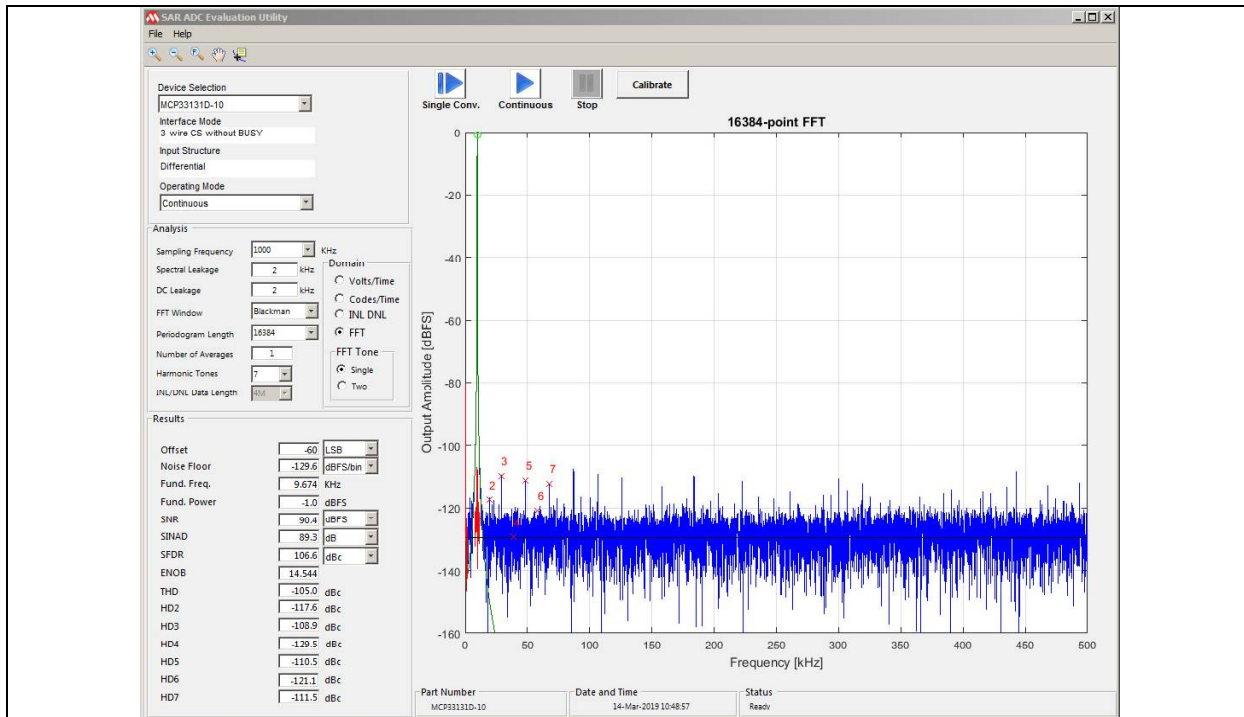 SAR ADC Evaluation Utility
File Help
Device Selection
MCP33131D-10
Interface Mode
3-wire CS without BUSY
Input Structure
Differential
Operating Mode
Continuous
Analysis
Sampling Frequency 1000 KHz
Spectral Leakage 2 kHz
DC Leakage 2 kHz
FFT Window Blackman
Periodogram Length 16384
Number of Averages 1
Harmonic Tones 7
INL/DNL Data Length 4M
Domain
Volts/Time
Codes/Time
INL DNL
FFT
FFT Tone
Single
Two
Results
Offset -60 LSB
Noise Floor -129.6 dBFS/bin
Fund. Freq. 9.674 KHz
Fund. Power -1.0 dBFS
SNR 90.4 dBFS
SINAD 89.3 dB
SFDR 106.6 dBc
ENOB 14.544
THD -105.0 dBc
HD2 -117.6 dBc
HD3 -108.9 dBc
HD4 -129.5 dBc
HD5 -110.5 dBc
HD6 -121.1 dBc
HD7 -111.5 dBc
Single Conv. Continuous Stop Calibrate
16384-point FFT
Output Amplitude [dBFS]
0
-20
-40
-60
-80
-100
-120
-140
-160
2 3 4 5 6 7
0 50 100 150 200 250 300 350 400 450 500
Frequency [kHz]
Part Number
MCP33131D-10
Date and Time
14-Mar-2019 10:48:57
Status
Ready